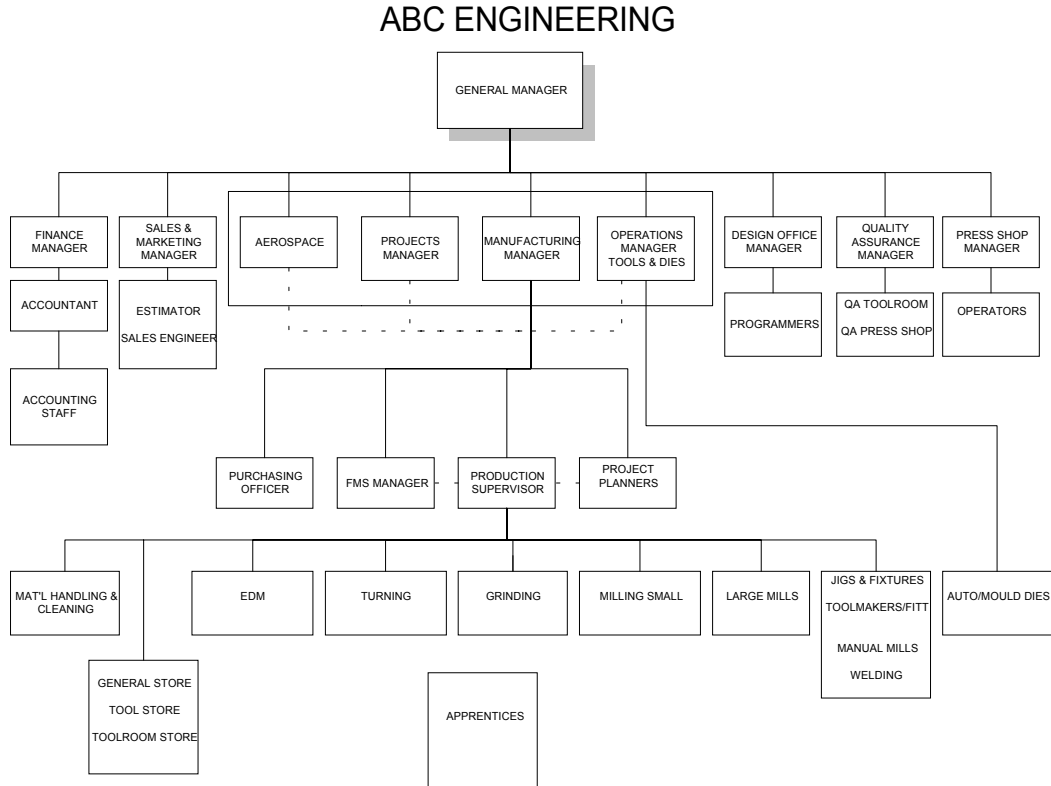 ABC ENGINEERING
GENERAL MANAGER
FINANCE
MANAGER
SALES &
MARKETING
MANAGER
AEROSPACE
PROJECTS
MANAGER
MANUFACTURING
MANAGER
OPERATIONS
MANAGER
TOOLS & DIES
DESIGN OFFICE
MANAGER
QUALITY
ASSURANCE
MANAGER
PRESS SHOP
MANAGER
ACCOUNTANT
ESTIMATOR
SALES ENGINEER
PROGRAMMERS
QA TOOLROOM
QA PRESS SHOP
OPERATORS
ACCOUNTING
STAFF
PURCHASING
OFFICER
FMS MANAGER
PRODUCTION
SUPERVISOR
PROJECT
PLANNERS
MAT'L HANDLING &
CLEANING
EDM
TURNING
GRINDING
MILLING SMALL
LARGE MILLS
JIGS & FIXTURES
TOOLMAKERS/FITT
MANUAL MILLS
WELDING
AUTO/MOULD DIES
GENERAL STORE
TOOL STORE
TOOLROOM STORE
APPRENTICES